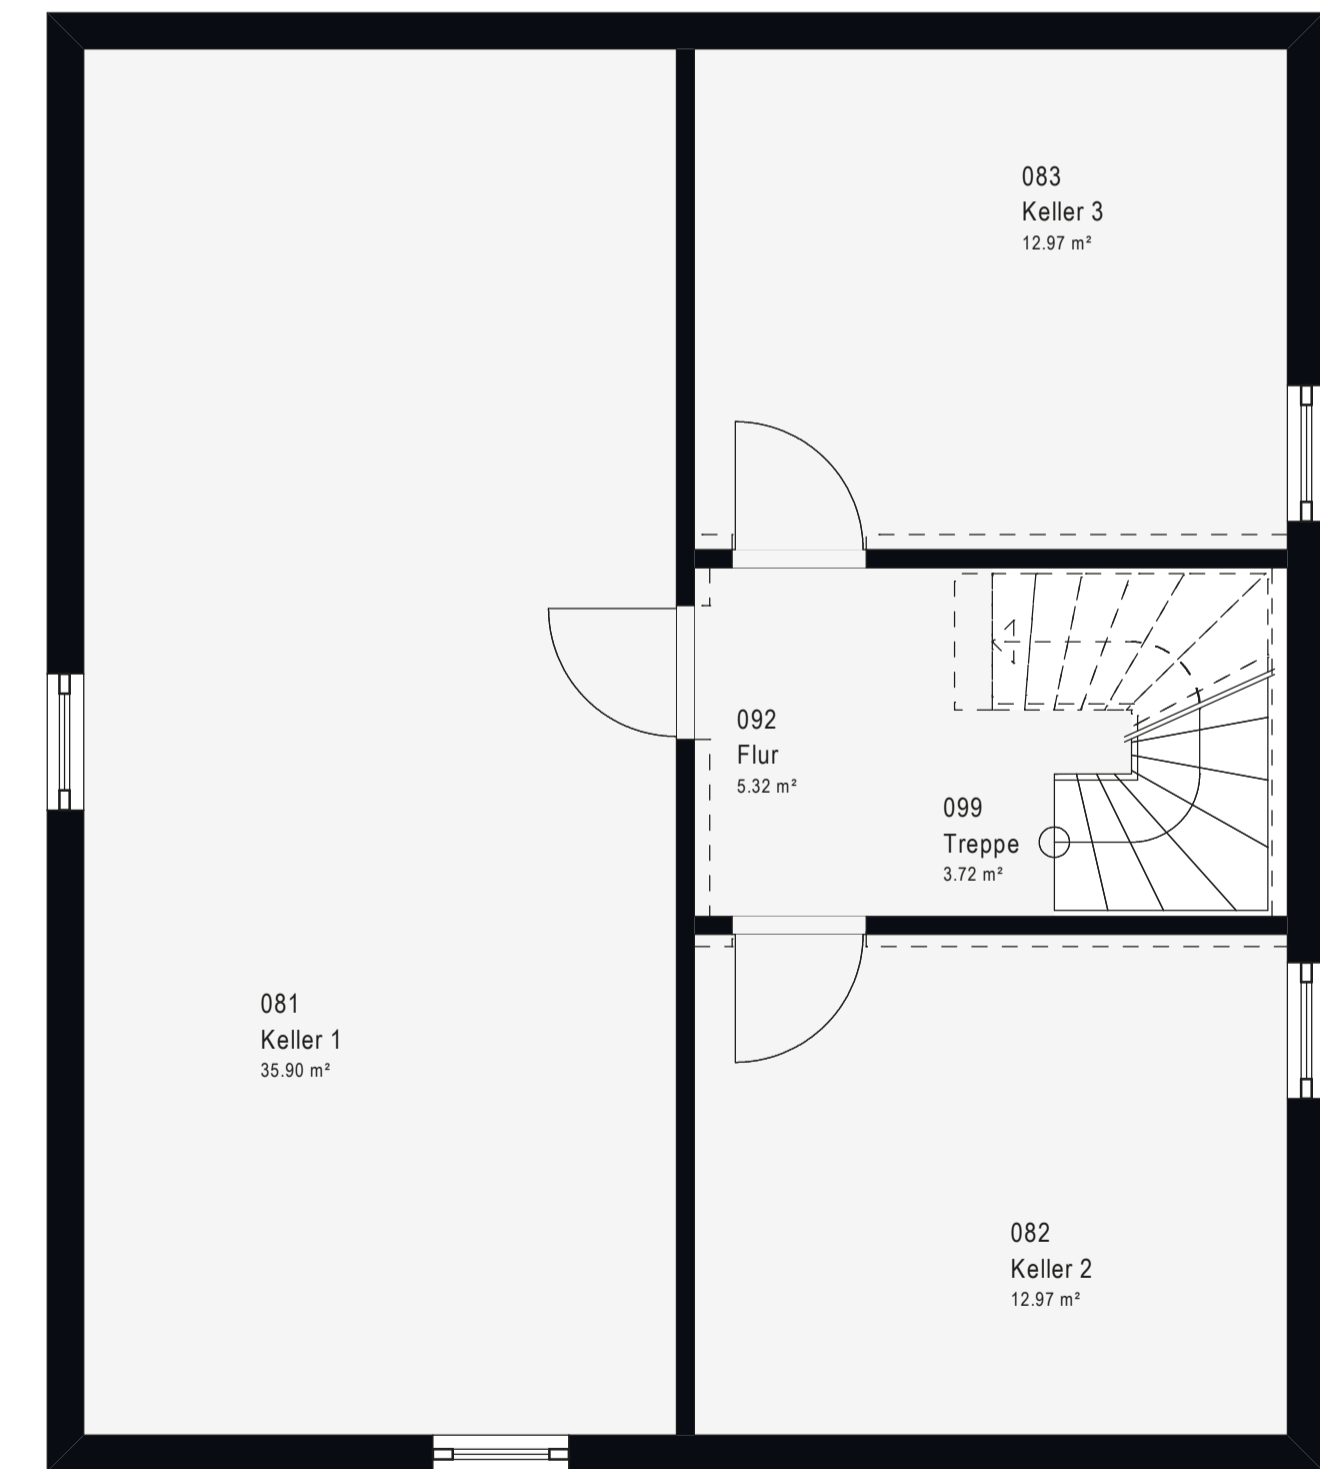 083
Keller 3
12.97 m²
092
Flur
5.32 m²
099
Treppe
3.72 m²
081
Keller 1
35.90 m²
082
Keller 2
12.97 m²